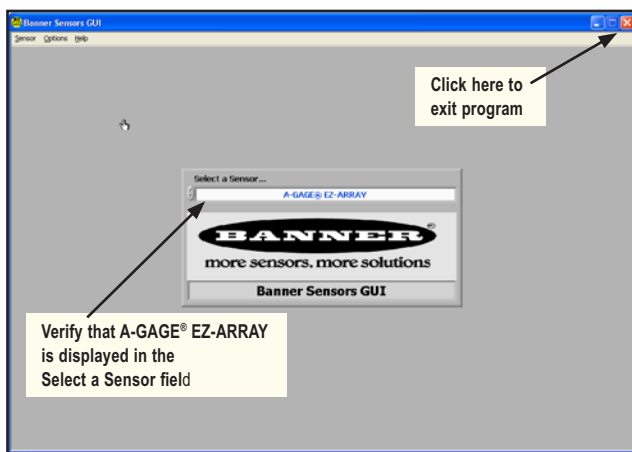 Banner Sensors GUI
Sensor Options Help
Click here to
exit program
Select a Sensor...
A-GAGE® EZ-ARRAY
BANNER®
more sensors, more solutions
Banner Sensors GUI
Verify that A-GAGE® EZ-ARRAY
is displayed in the
Select a Sensor field